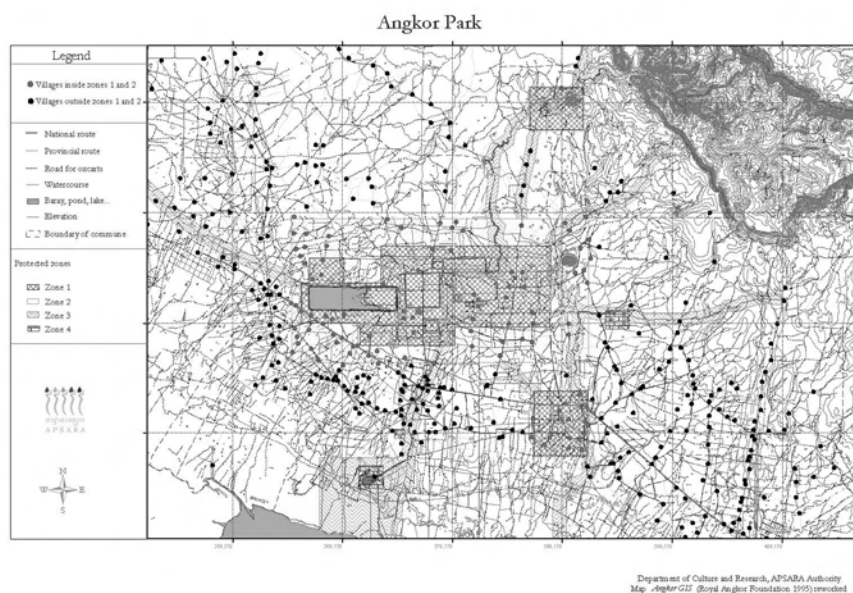 Angkor Park
Legend
Villages inside zones 1 and 2
Villages outside zones 1 and 2
National route
Provincial route
Road for oxcarts
Watercourse
Baray, pond, lake...
Elevation
Boundary of commune
Protected zones
Zone 1
Zone 2
Zone 3
Zone 4
APSARA
N
W E
S
Department of Culture and Research, APSARA Authority
Map Angkor GIS (Royal Angkor Foundation 1995) reworked